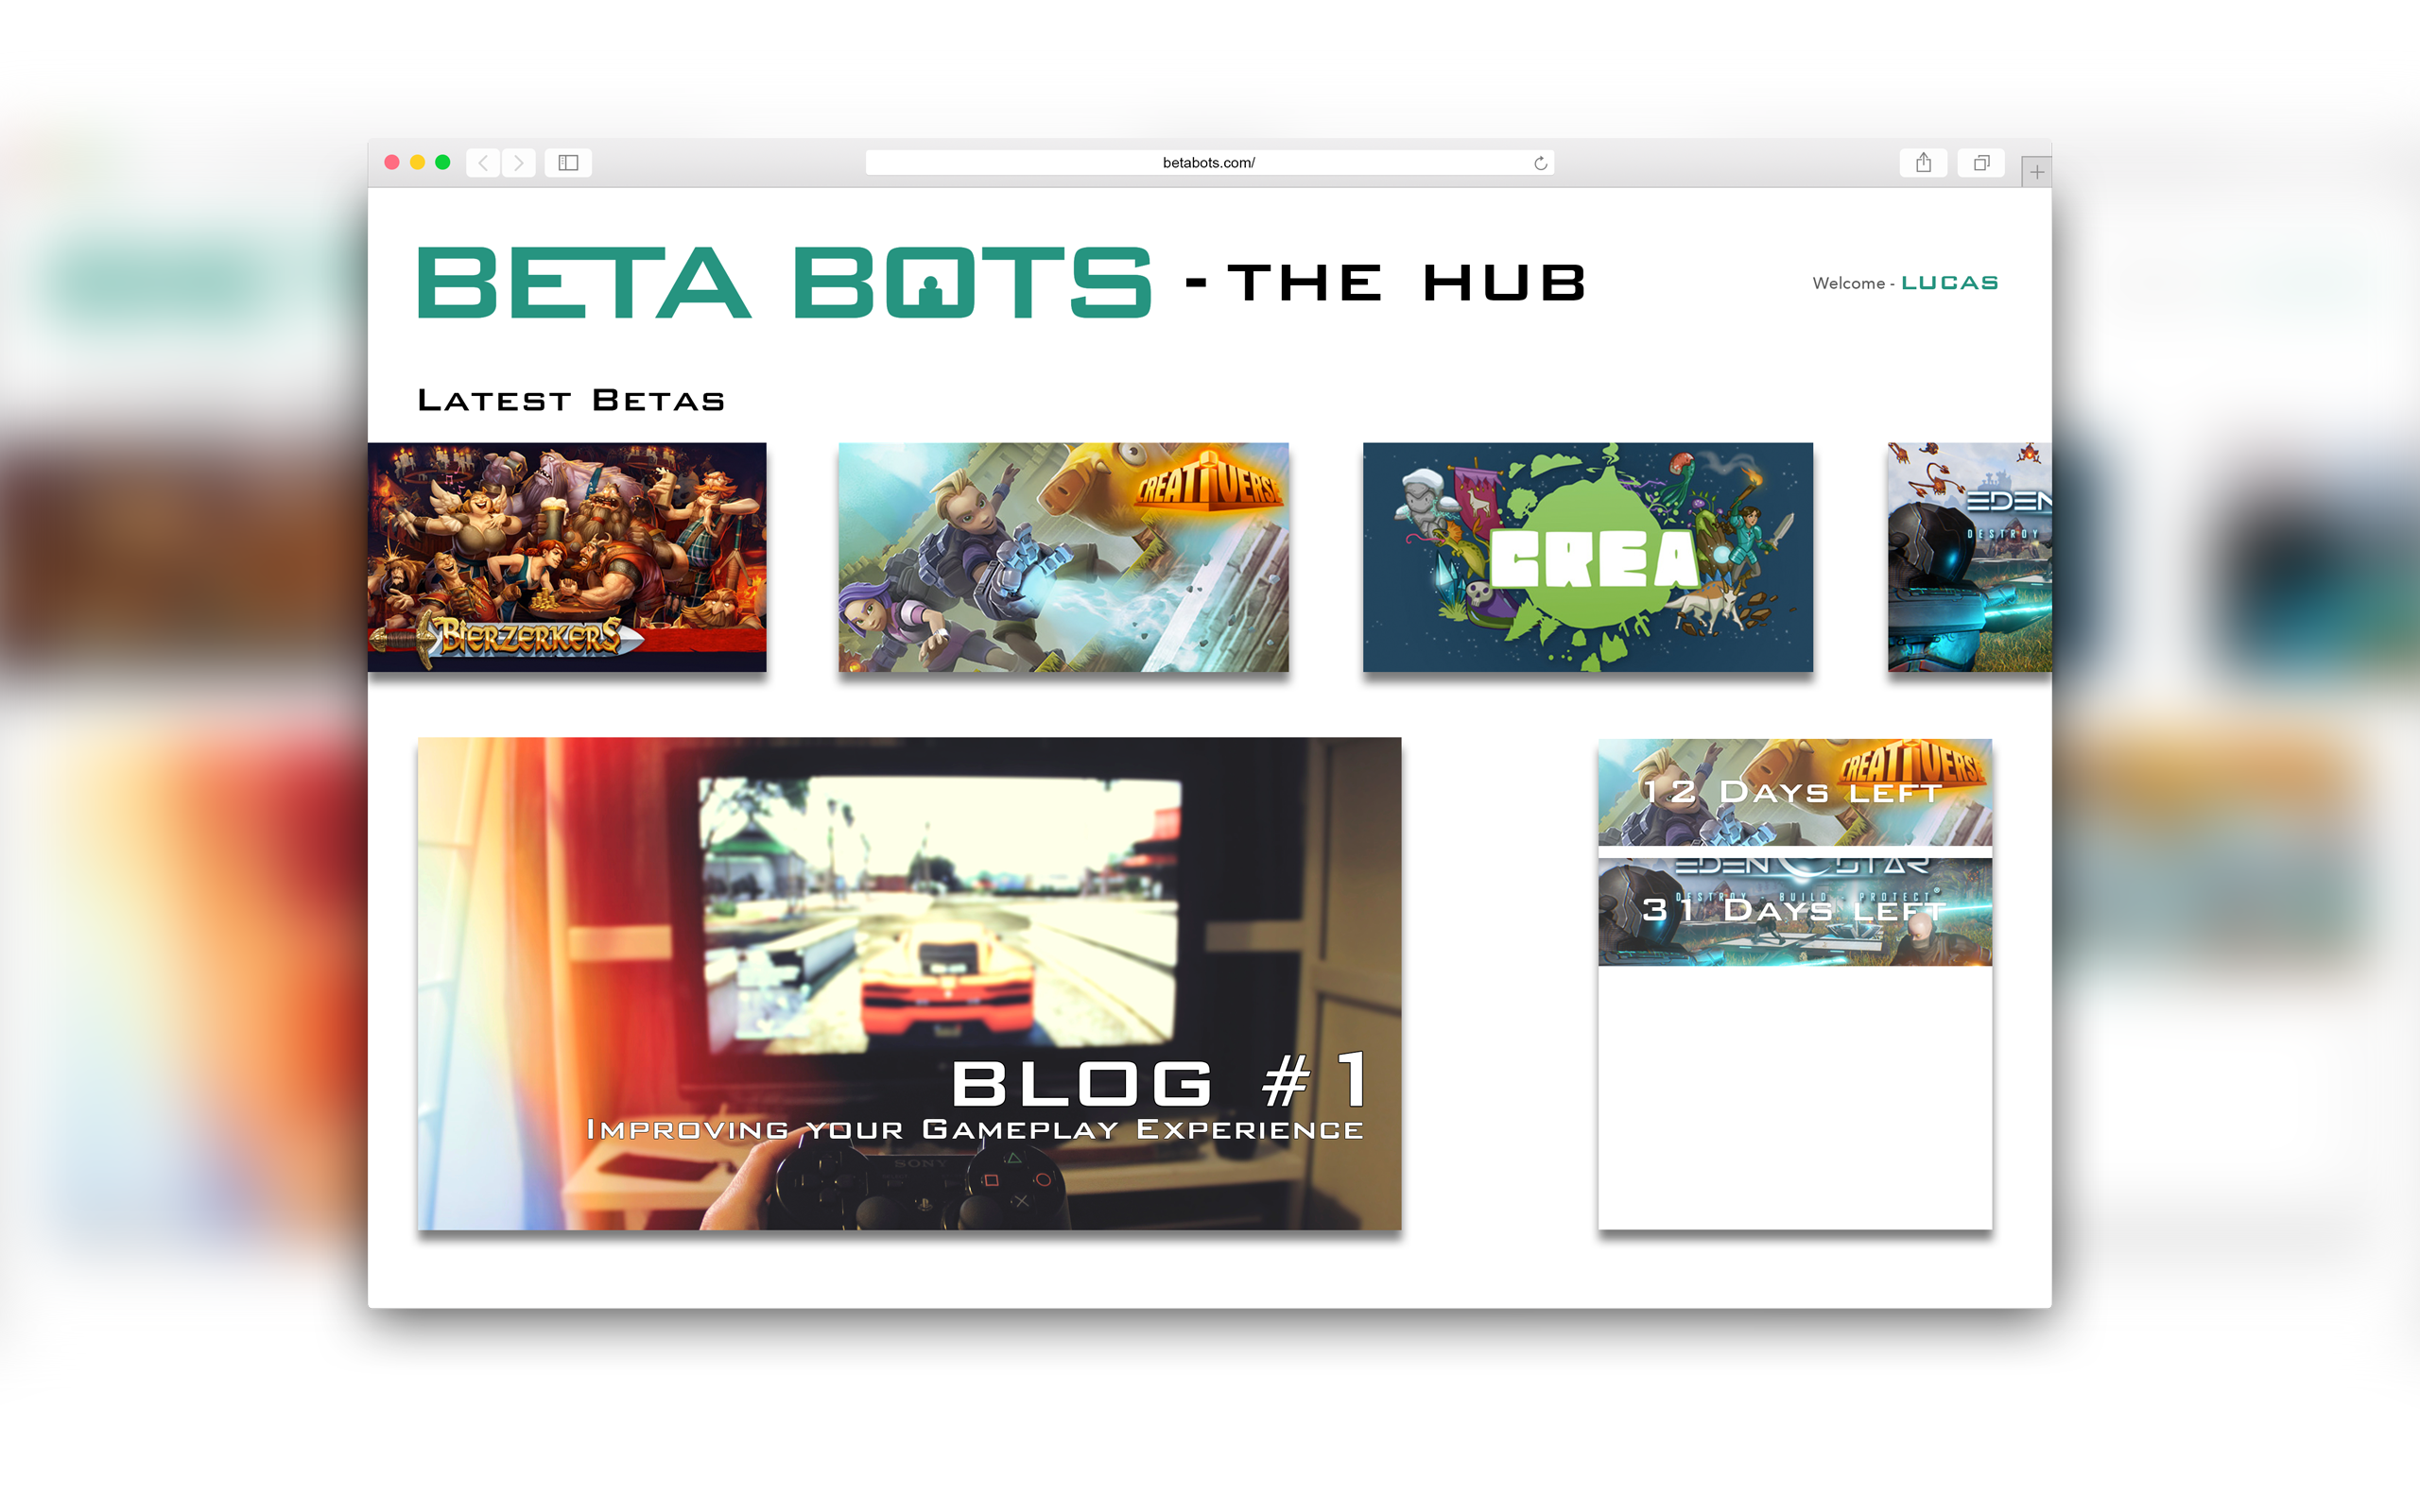 betabots.com/
BETA BOTS - THE HUB
Welcome - LUCAS
Latest Betas
BIERZERKERS
CREATIVERSE
CREA
EDEN
DESTROY
CREATIVERSE
12 Days left
EDEN STAR
DESTROY - BUILD - PROTECT
31 Days left
BLOG #1
Improving your Gameplay Experience
SONY